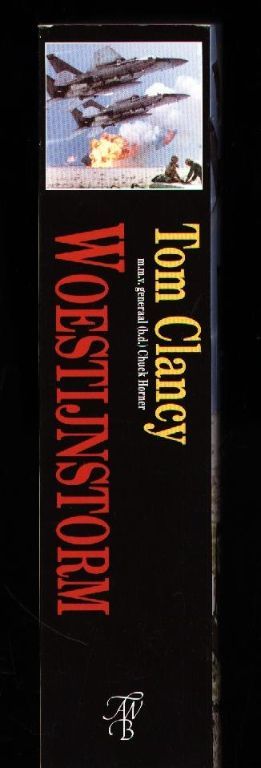 Tom Clancy
m.m.v. generaal (b.d.) Chuck Horner
WOESTIJNSTORM
AWB